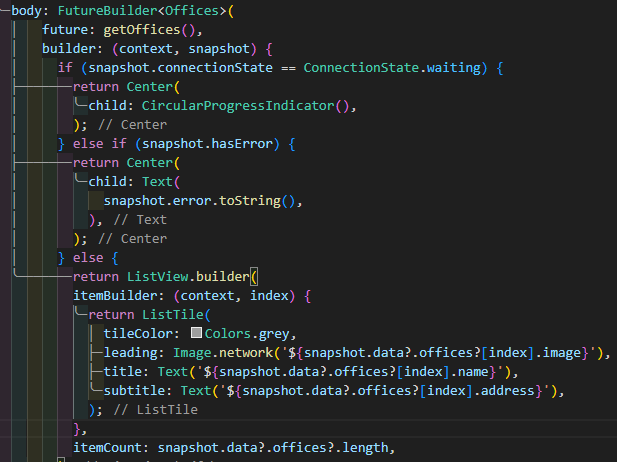 body: FutureBuilder<Offices>(
future: getOffices(),
builder: (context, snapshot) {
if (snapshot.connectionState == ConnectionState.waiting) {
return Center(
child: CircularProgressIndicator(),
); // Center
} else if (snapshot.hasError) {
return Center(
child: Text(
snapshot.error.toString(),
), // Text
); // Center
} else {
return ListView.builder(
itemBuilder: (context, index) {
return ListTile(
tileColor: Colors.grey,
leading: Image.network('${snapshot.data?.offices?[index].image}'),
title: Text('${snapshot.data?.offices?[index].name}'),
subtitle: Text('${snapshot.data?.offices?[index].address}'),
); // ListTile
},
itemCount: snapshot.data?.offices?.length,